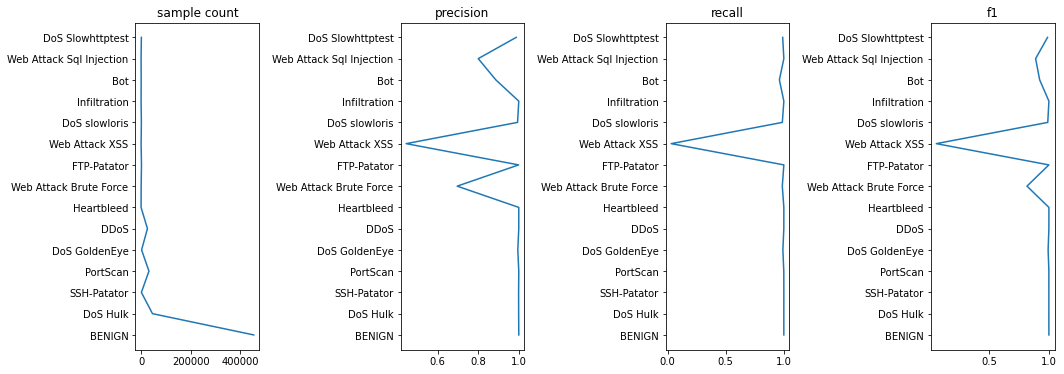 sample count
DoS Slowhttptest
Web Attack Sql Injection
Bot
Infiltration
DoS slowloris
Web Attack XSS
FTP-Patator
Web Attack Brute Force
Heartbleed
DDoS
DoS GoldenEye
PortScan
SSH-Patator
DoS Hulk
BENIGN
0 200000 400000
precision
DoS Slowhttptest
Web Attack Sql Injection
Bot
Infiltration
DoS slowloris
Web Attack XSS
FTP-Patator
Web Attack Brute Force
Heartbleed
DDoS
DoS GoldenEye
PortScan
SSH-Patator
DoS Hulk
BENIGN
0.6 0.8 1.0
recall
DoS Slowhttptest
Web Attack Sql Injection
Bot
Infiltration
DoS slowloris
Web Attack XSS
FTP-Patator
Web Attack Brute Force
Heartbleed
DDoS
DoS GoldenEye
PortScan
SSH-Patator
DoS Hulk
BENIGN
0.0 0.5 1.0
f1
DoS Slowhttptest
Web Attack Sql Injection
Bot
Infiltration
DoS slowloris
Web Attack XSS
FTP-Patator
Web Attack Brute Force
Heartbleed
DDoS
DoS GoldenEye
PortScan
SSH-Patator
DoS Hulk
BENIGN
0.5 1.0